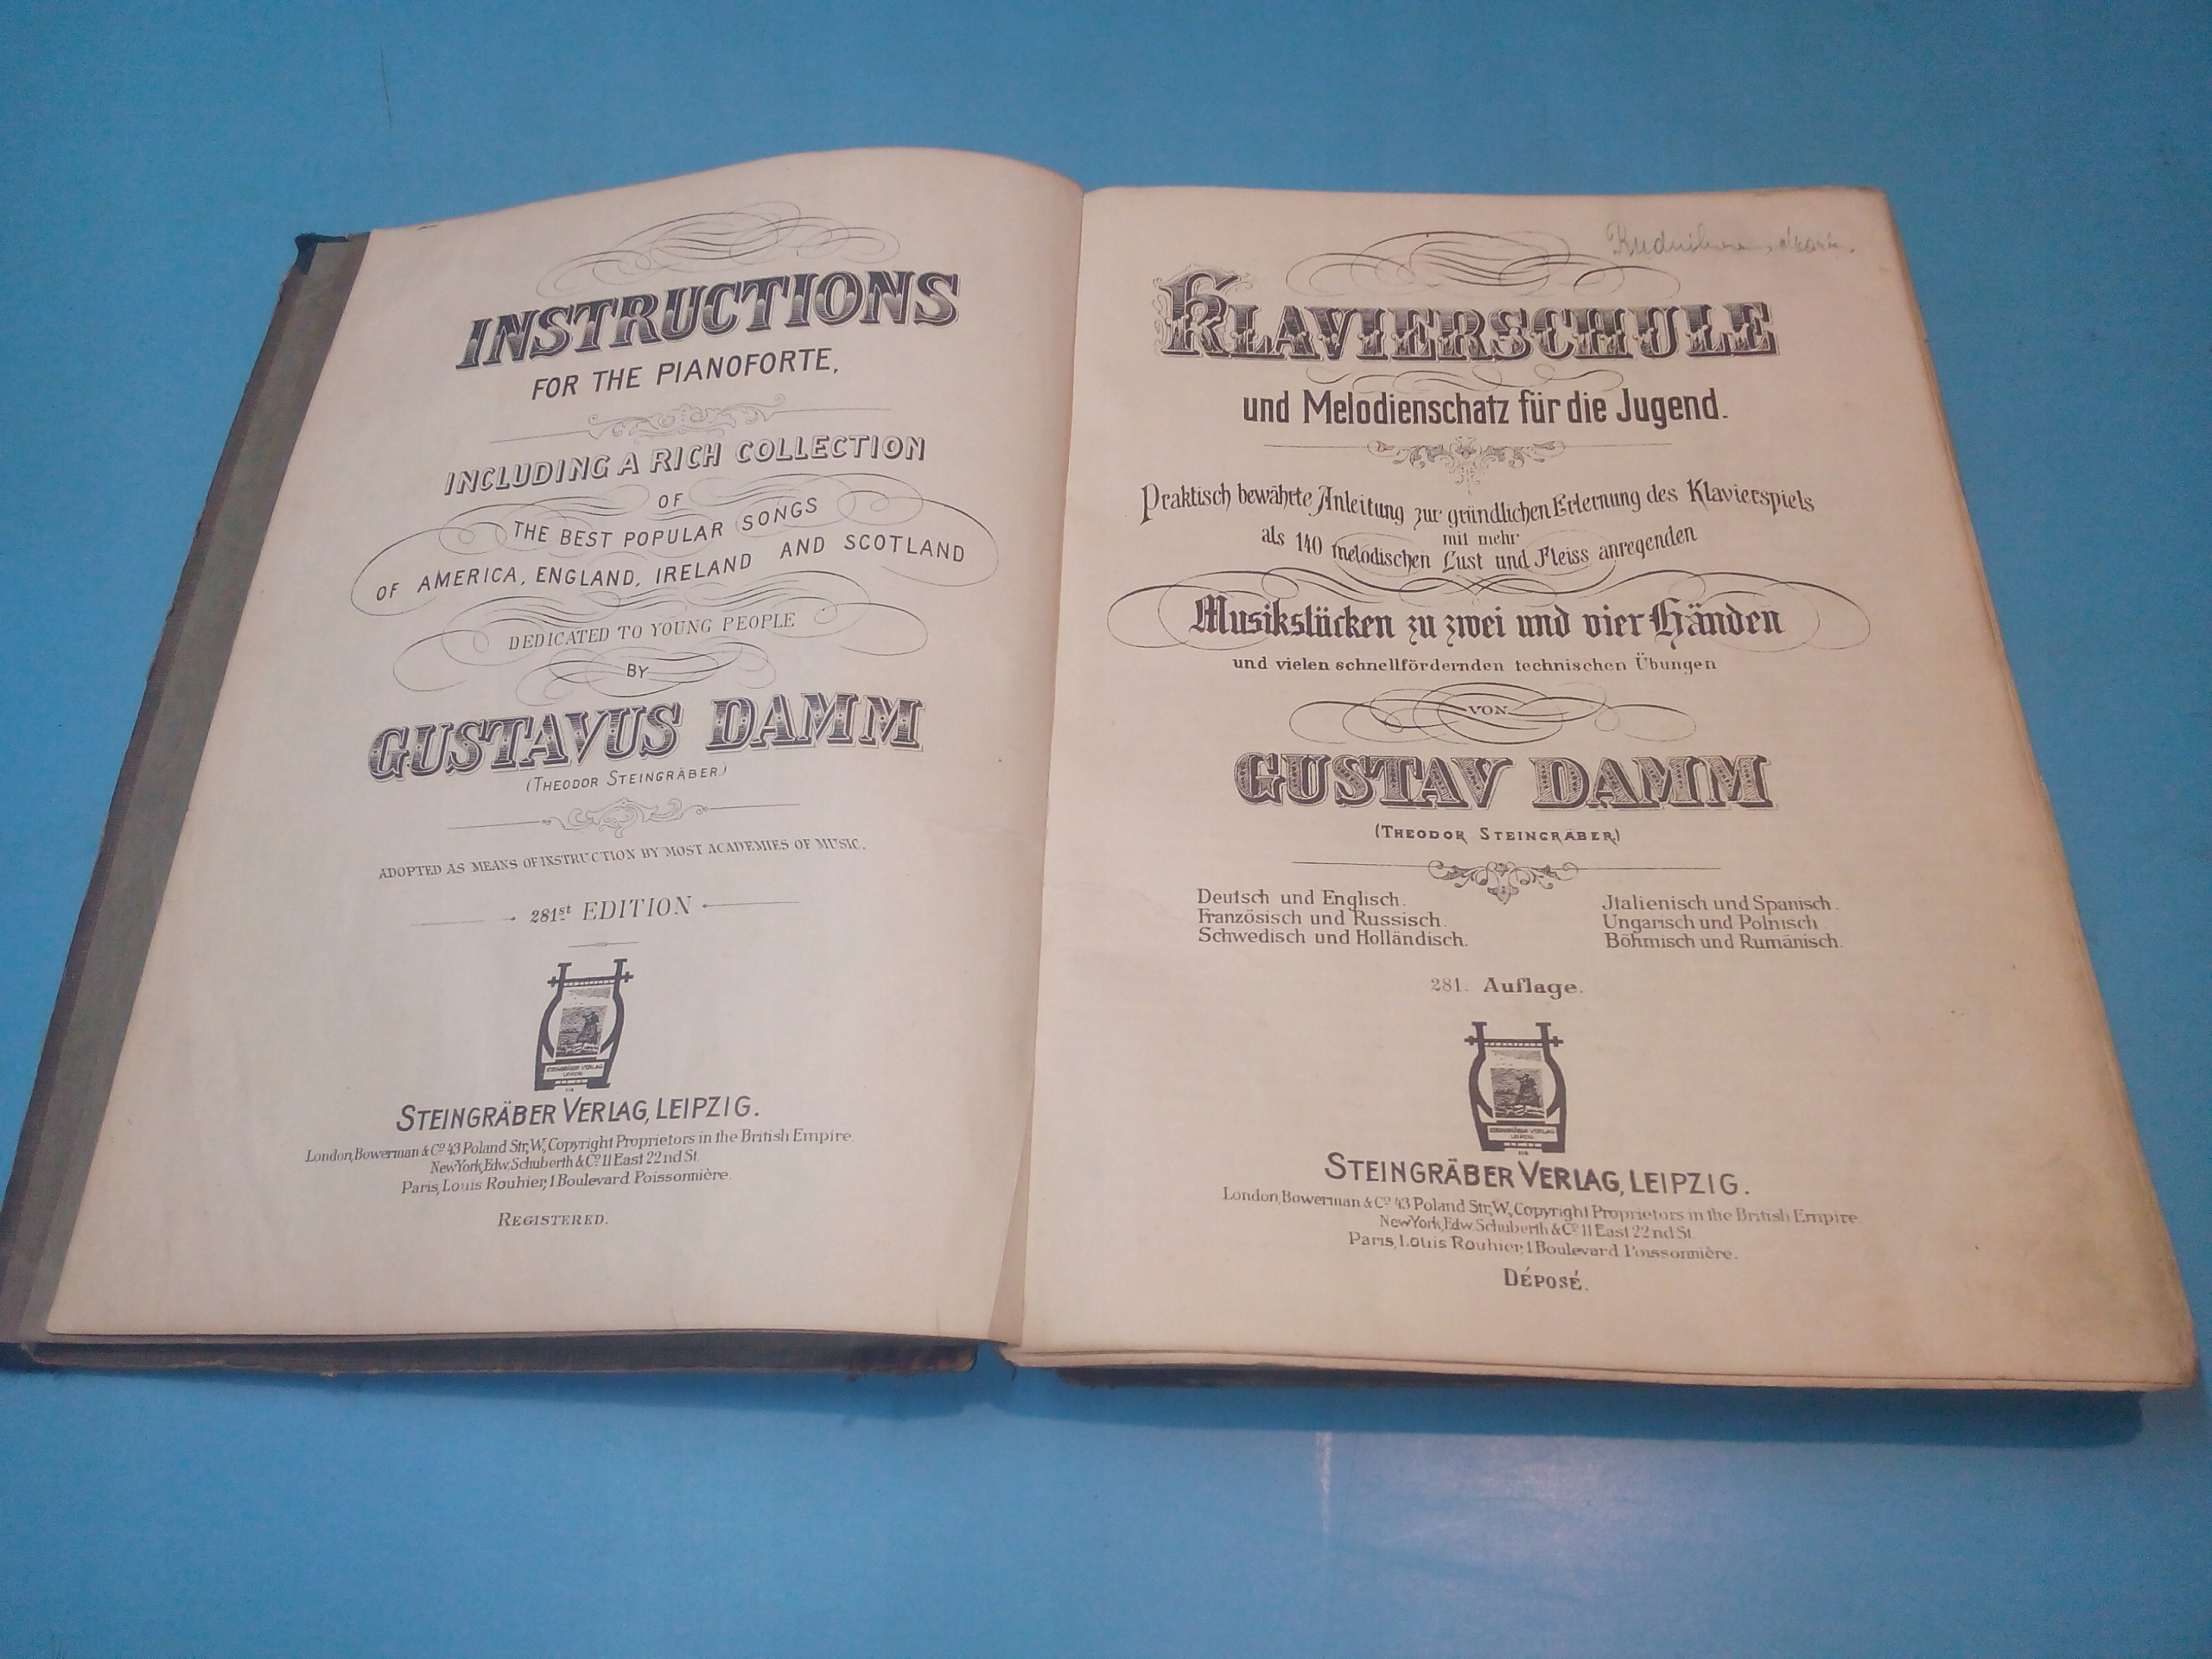 INSTRUCTIONS
FOR THE PIANOFORTE,
INCLUDING A RICH COLLECTION
OF
THE BEST POPULAR SONGS
OF AMERICA, ENGLAND, IRELAND AND SCOTLAND
DEDICATED TO YOUNG PEOPLE
BY
GUSTAVUS DAMM
(THEODOR STEINGRÄBER)
ADOPTED AS MEANS OF INSTRUCTION BY MOST ACADEMIES OF MUSIC.
281st EDITION
STEINGRÄBER VERLAG
LEIPZIG
STEINGRÄBER VERLAG, LEIPZIG.
London, Bowerman & Co. 43 Poland Str, W, Copyright Proprietors in the British Empire.
New York, Edw. Schuberth & Co. 11 East 22nd St.
Paris, Louis Rouhier, 1 Boulevard Poissonnière.
REGISTERED.
KLAVIERSCHULE
und Melodienschatz für die Jugend.
Praktisch bewährte Anleitung zur gründlichen Erlernung des Klavierspiels
mit mehr
als 140 melodischen Lust und Fleiss anregenden
Musikstücken zu zwei und vier Händen
und vielen schnellfördernden technischen Übungen
VON
GUSTAV DAMM
(THEODOR STEINGRÄBER)
Deutsch und Englisch. Jtalienisch und Spanisch.
Französisch und Russisch. Ungarisch und Polnisch
Schwedisch und Holländisch. Böhmisch und Rumänisch.
281. Auflage.
STEINGRÄBER VERLAG
LEIPZIG
STEINGRÄBER VERLAG, LEIPZIG.
London, Bowerman & Co. 43 Poland Str, W, Copyright Proprietors in the British Empire.
New York, Edw. Schuberth & Co. 11 East 22nd St.
Paris, Louis Rouhier, 1 Boulevard Poissonnière.
DÉPOSÉ.